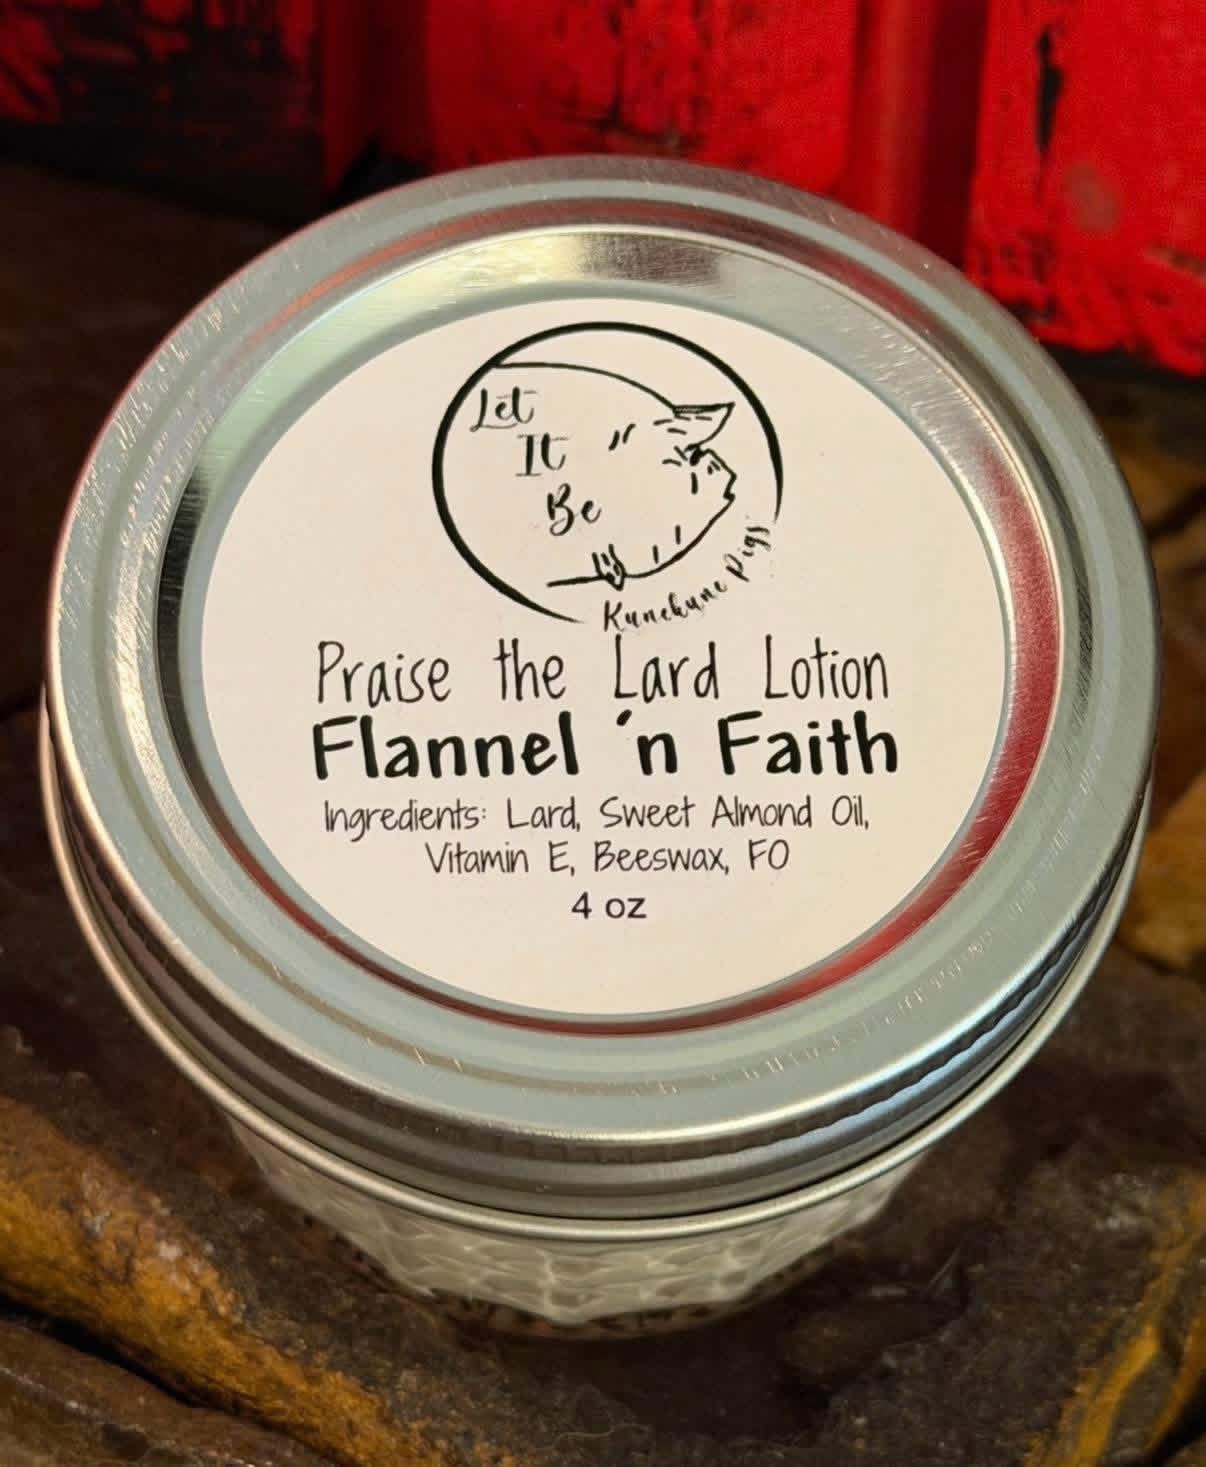 Let
It
Be
Kunekune Pigs
Praise the Lard Lotion
Flannel 'n Faith
Ingredients: Lard, Sweet Almond Oil,
Vitamin E, Beeswax, FO
4 oz